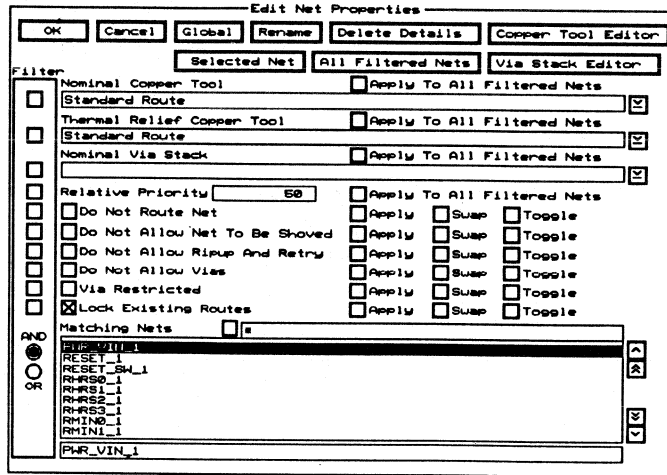 Edit Net Properties
OK Cancel Global Rename Delete Details Copper Tool Editor
Selected Net All Filtered Nets Via Stack Editor
Filter
Nominal Copper Tool Apply To All Filtered Nets
Standard Route
Thermal Relief Copper Tool Apply To All Filtered Nets
Standard Route
Nominal Via Stack Apply To All Filtered Nets
Relative Priority 50 Apply To All Filtered Nets
Do Not Route Net Apply Swap Toggle
Do Not Allow Net To Be Shoved Apply Swap Toggle
Do Not Allow Ripup And Retry Apply Swap Toggle
Do Not Allow Vias Apply Swap Toggle
Via Restricted Apply Swap Toggle
Lock Existing Routes Apply Swap Toggle
Matching Nets
AND
OR
PWR_VIN_1
RESET_1
RESET_SW_1
RHRS0_1
RHRS1_1
RHRS2_1
RHRS3_1
RMIN0_1
RMIN1_1
PWR_VIN_1